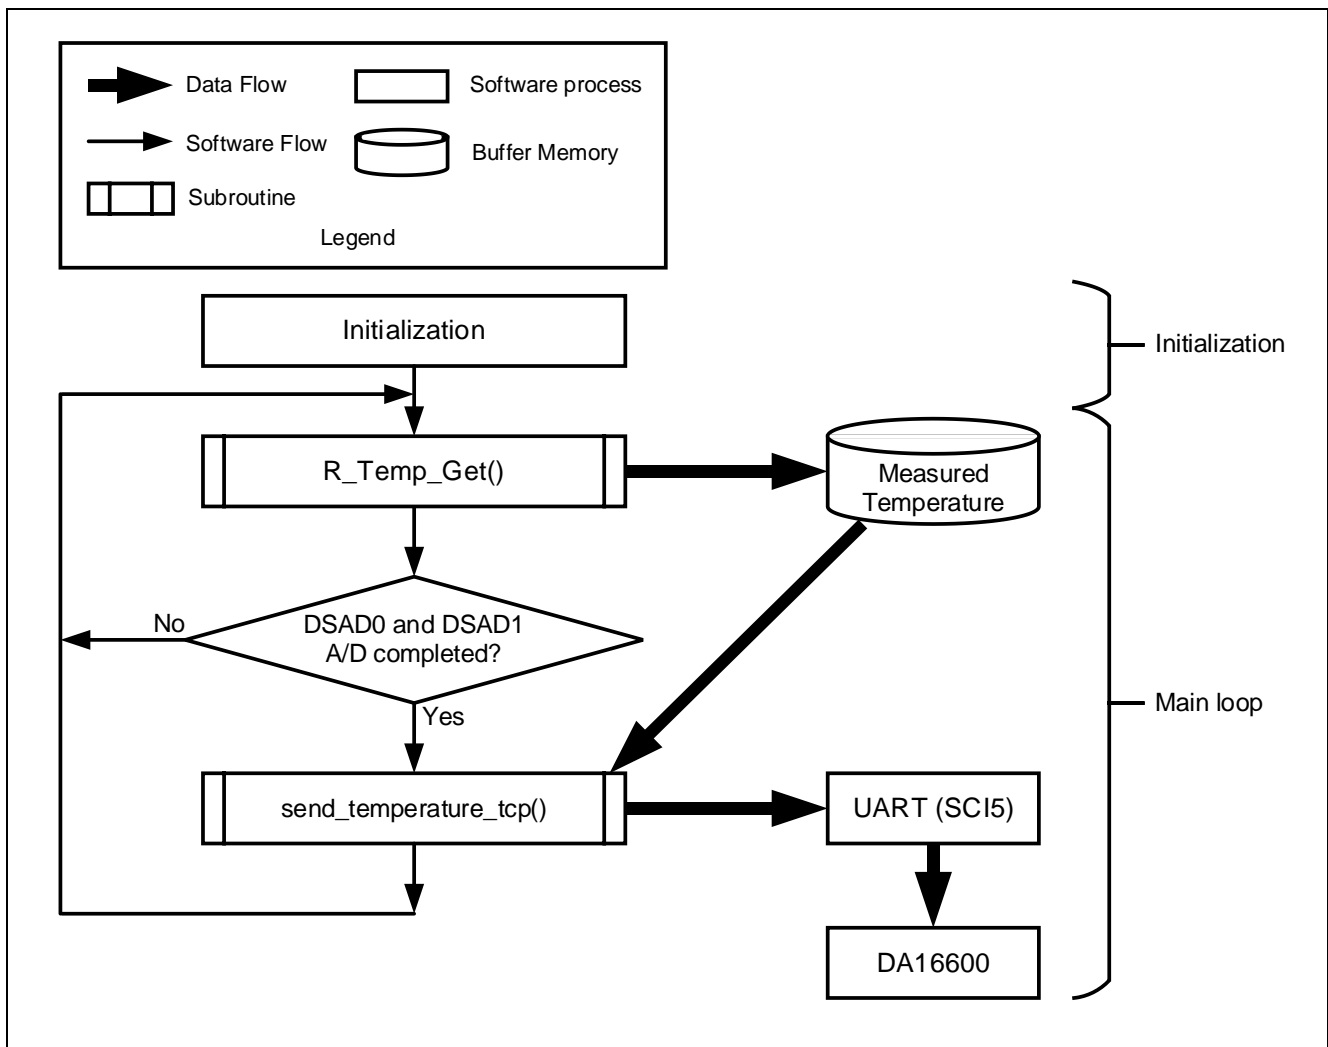 Data Flow
Software process
Software Flow
Buffer Memory
Subroutine
Legend
Initialization
Initialization
R_Temp_Get()
Measured
Temperature
No
DSAD0 and DSAD1
A/D completed?
Yes
Main loop
send_temperature_tcp()
UART (SCI5)
DA16600